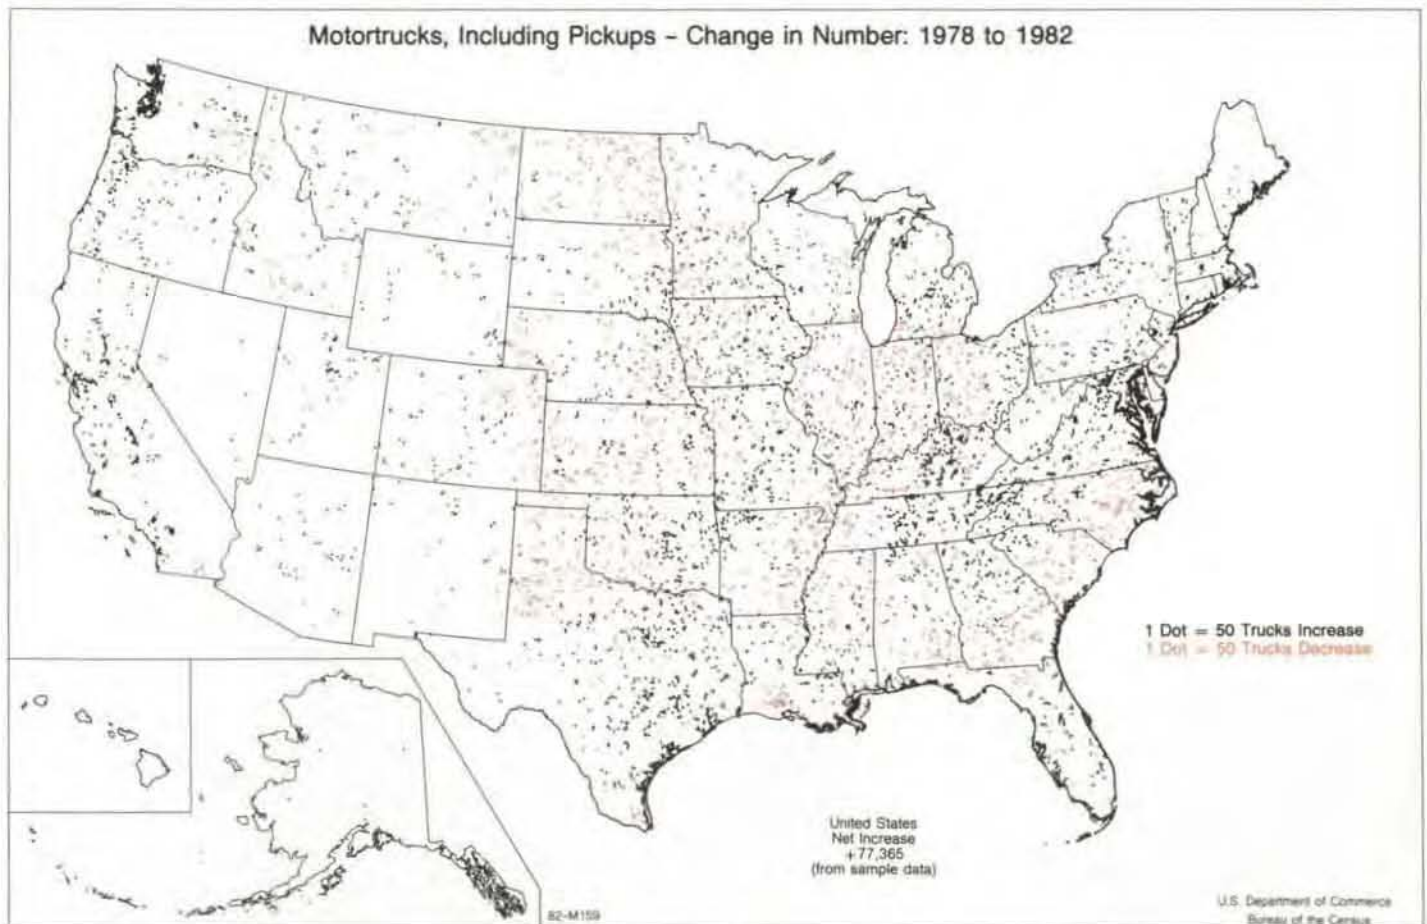 Motortrucks, Including Pickups – Change in Number: 1978 to 1982
1 Dot = 50 Trucks Increase
1 Dot = 50 Trucks Decrease
United States
Net Increase
+77,365
(from sample data)
82-M159
U.S. Department of Commerce
Bureau of the Census